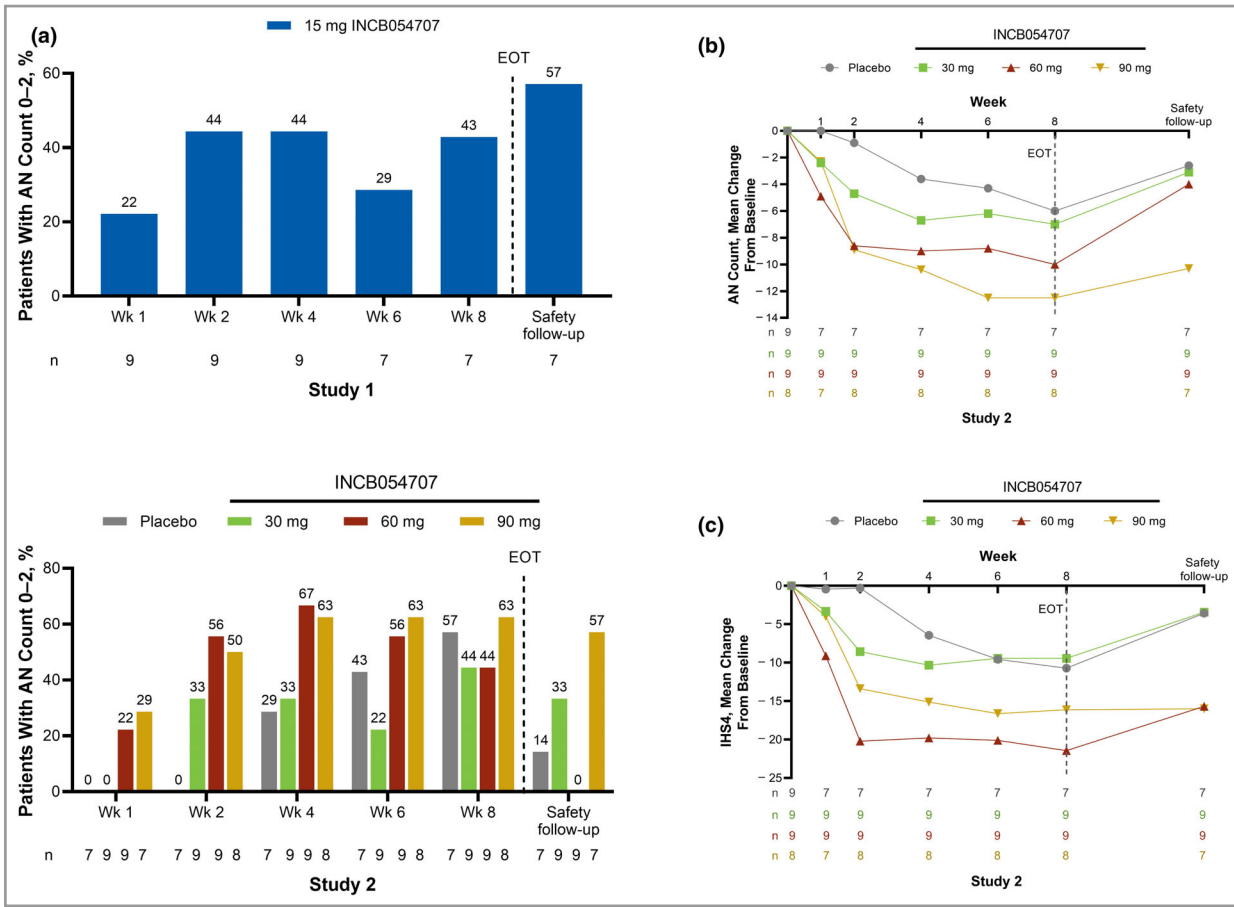 (a)
15 mg INCB054707
EOT
Patients With AN Count 0–2, %
60
40
20
0
22
44
44
29
43
57
Wk 1
Wk 2
Wk 4
Wk 6
Wk 8
Safety
follow-up
n
9
9
9
7
7
7
Study 1
INCB054707
Placebo
30 mg
60 mg
90 mg
EOT
Patients With AN Count 0–2, %
80
60
40
20
0
0 0 22 29
0 33 56 50
29 33 67 63
43 22 56 63
57 44 44 63
14 33 0 57
Wk 1
Wk 2
Wk 4
Wk 6
Wk 8
Safety
follow-up
n
7 9 9 7
7 9 9 8
7 9 9 8
7 9 9 8
7 9 9 8
7 9 9 7
Study 2
(b)
INCB054707
Placebo
30 mg
60 mg
90 mg
Week
1 2 4 6 8
Safety
follow-up
EOT
AN Count, Mean Change
From Baseline
0
−2
−4
−6
−8
−10
−12
−14
n 9 7 7 7 7 7 7
n 9 9 9 9 9 9 9
n 9 9 9 9 9 9 9
n 8 7 8 8 8 8 7
Study 2
(c)
INCB054707
Placebo
30 mg
60 mg
90 mg
Week
1 2 4 6 8
Safety
follow-up
EOT
IHS4, Mean Change
From Baseline
0
−5
−10
−15
−20
−25
n 9 7 7 7 7 7 7
n 9 9 9 9 9 9 9
n 9 9 9 9 9 9 9
n 8 7 8 8 8 8 7
Study 2